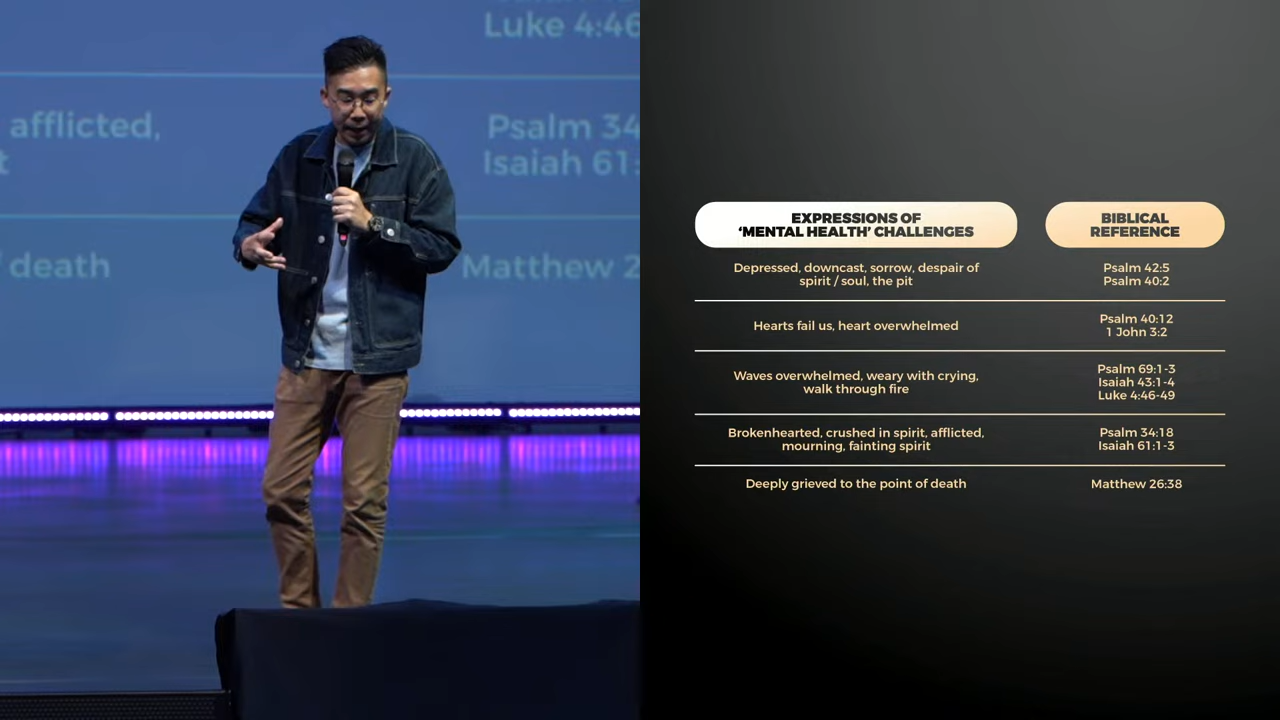 Luke 4:46
afflicted,
Psalm 34
Isaiah 61:
death
Matthew 2
EXPRESSIONS OF
‘MENTAL HEALTH’ CHALLENGES
BIBLICAL
REFERENCE
Depressed, downcast, sorrow, despair of
spirit / soul, the pit
Psalm 42:5
Psalm 40:2
Hearts fail us, heart overwhelmed
Psalm 40:12
1 John 3:2
Waves overwhelmed, weary with crying,
walk through fire
Psalm 69:1-3
Isaiah 43:1-4
Luke 4:46-49
Brokenhearted, crushed in spirit, afflicted,
mourning, fainting spirit
Psalm 34:18
Isaiah 61:1-3
Deeply grieved to the point of death
Matthew 26:38